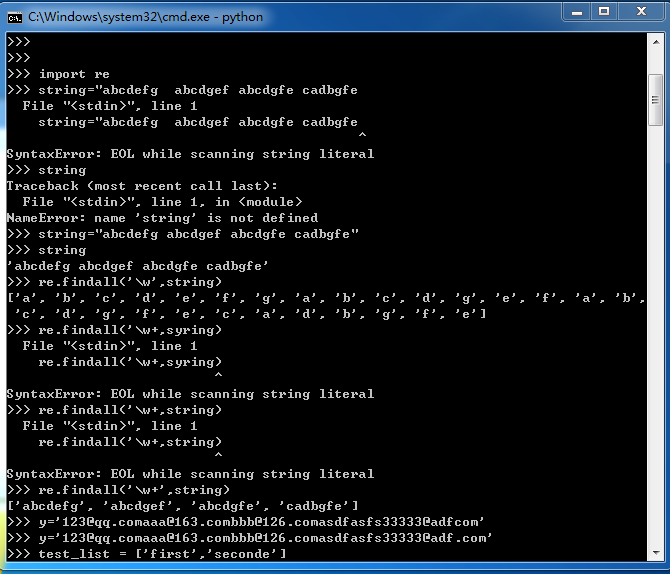 C:\Windows\system32\cmd.exe - python
>>>
>>>
>>> import re
>>> string="abcdefg  abcdgef abcdgfe cadbgfe
  File "<stdin>", line 1
    string="abcdefg  abcdgef abcdgfe cadbgfe
                                            ^
SyntaxError: EOL while scanning string literal
>>> string
Traceback (most recent call last):
  File "<stdin>", line 1, in <module>
NameError: name 'string' is not defined
>>> string="abcdefg abcdgef abcdgfe cadbgfe"
>>> string
'abcdefg abcdgef abcdgfe cadbgfe'
>>> re.findall('\w',string)
['a', 'b', 'c', 'd', 'e', 'f', 'g', 'a', 'b', 'c', 'd', 'g', 'e', 'f', 'a', 'b',
 'c', 'd', 'g', 'f', 'e', 'c', 'a', 'd', 'b', 'g', 'f', 'e']
>>> re.findall('\w+,syring)
  File "<stdin>", line 1
    re.findall('\w+,syring)
                          ^
SyntaxError: EOL while scanning string literal
>>> re.findall('\w+,string)
  File "<stdin>", line 1
    re.findall('\w+,string)
                          ^
SyntaxError: EOL while scanning string literal
>>> re.findall('\w+',string)
['abcdefg', 'abcdgef', 'abcdgfe', 'cadbgfe']
>>> y='123@qq.comaaa@163.combbb@126.comasdfasfs33333@adfcom'
>>> y='123@qq.comaaa@163.combbb@126.comasdfasfs33333@adf.com'
>>> test_list = ['first','seconde']